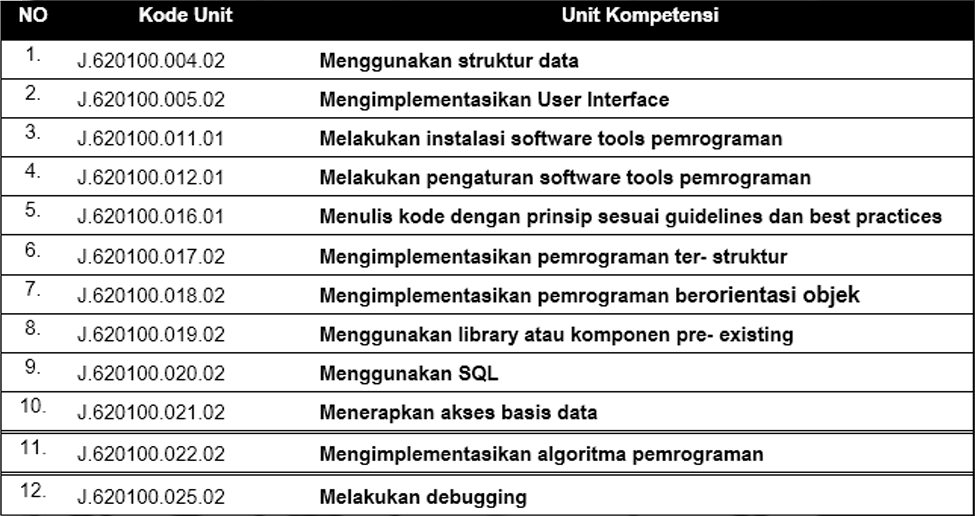 NO Kode Unit Unit Kompetensi
1. J.620100.004.02 Menggunakan struktur data
2. J.620100.005.02 Mengimplementasikan User Interface
3. J.620100.011.01 Melakukan instalasi software tools pemrograman
4. J.620100.012.01 Melakukan pengaturan software tools pemrograman
5. J.620100.016.01 Menulis kode dengan prinsip sesuai guidelines dan best practices
6. J.620100.017.02 Mengimplementasikan pemrograman ter- struktur
7. J.620100.018.02 Mengimplementasikan pemrograman berorientasi objek
8. J.620100.019.02 Menggunakan library atau komponen pre- existing
9. J.620100.020.02 Menggunakan SQL
10. J.620100.021.02 Menerapkan akses basis data
11. J.620100.022.02 Mengimplementasikan algoritma pemrograman
12. J.620100.025.02 Melakukan debugging